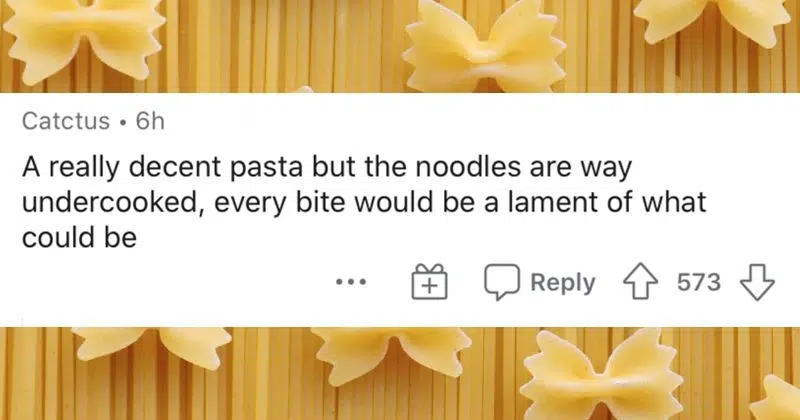 Catctus • 6h
A really decent pasta but the noodles are way
undercooked, every bite would be a lament of what
could be
Reply 573